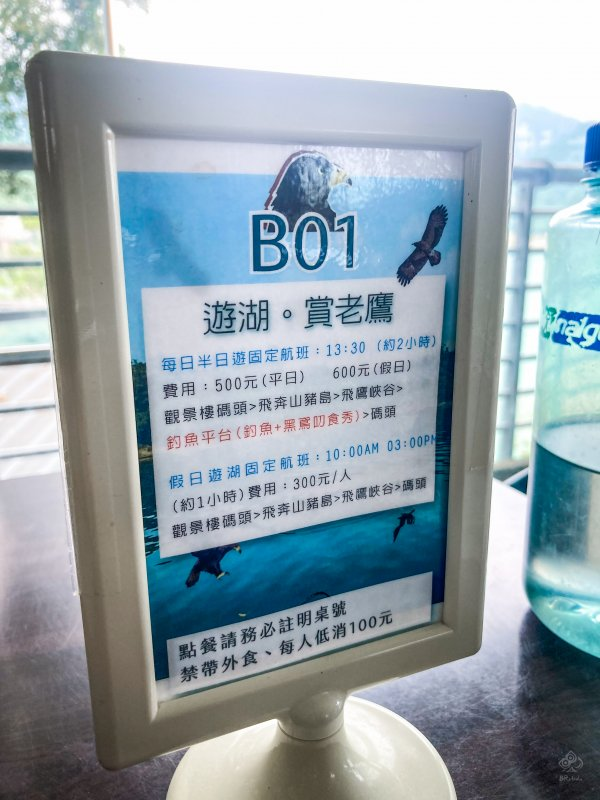 B01
遊湖。賞老鷹
每日半日遊固定航班：13:30 (約2小時)
費用：500元(平日)　600元(假日)
觀景樓碼頭>飛奔山豬島>飛鷹峽谷>
釣魚平台(釣魚+黑鳶叨食秀)>碼頭
假日遊湖固定航班：10:00AM 03:00PM
(約1小時)費用：300元/人
觀景樓碼頭>飛奔山豬島>飛鷹峽谷>碼頭
點餐請務必註明桌號
禁帶外食、每人低消100元